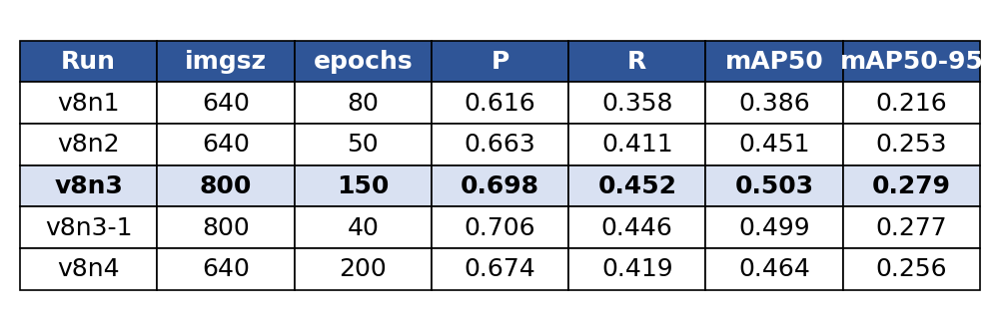 Run imgsz epochs P R mAP50 mAP50-95
v8n1 640 80 0.616 0.358 0.386 0.216
v8n2 640 50 0.663 0.411 0.451 0.253
v8n3 800 150 0.698 0.452 0.503 0.279
v8n3-1 800 40 0.706 0.446 0.499 0.277
v8n4 640 200 0.674 0.419 0.464 0.256